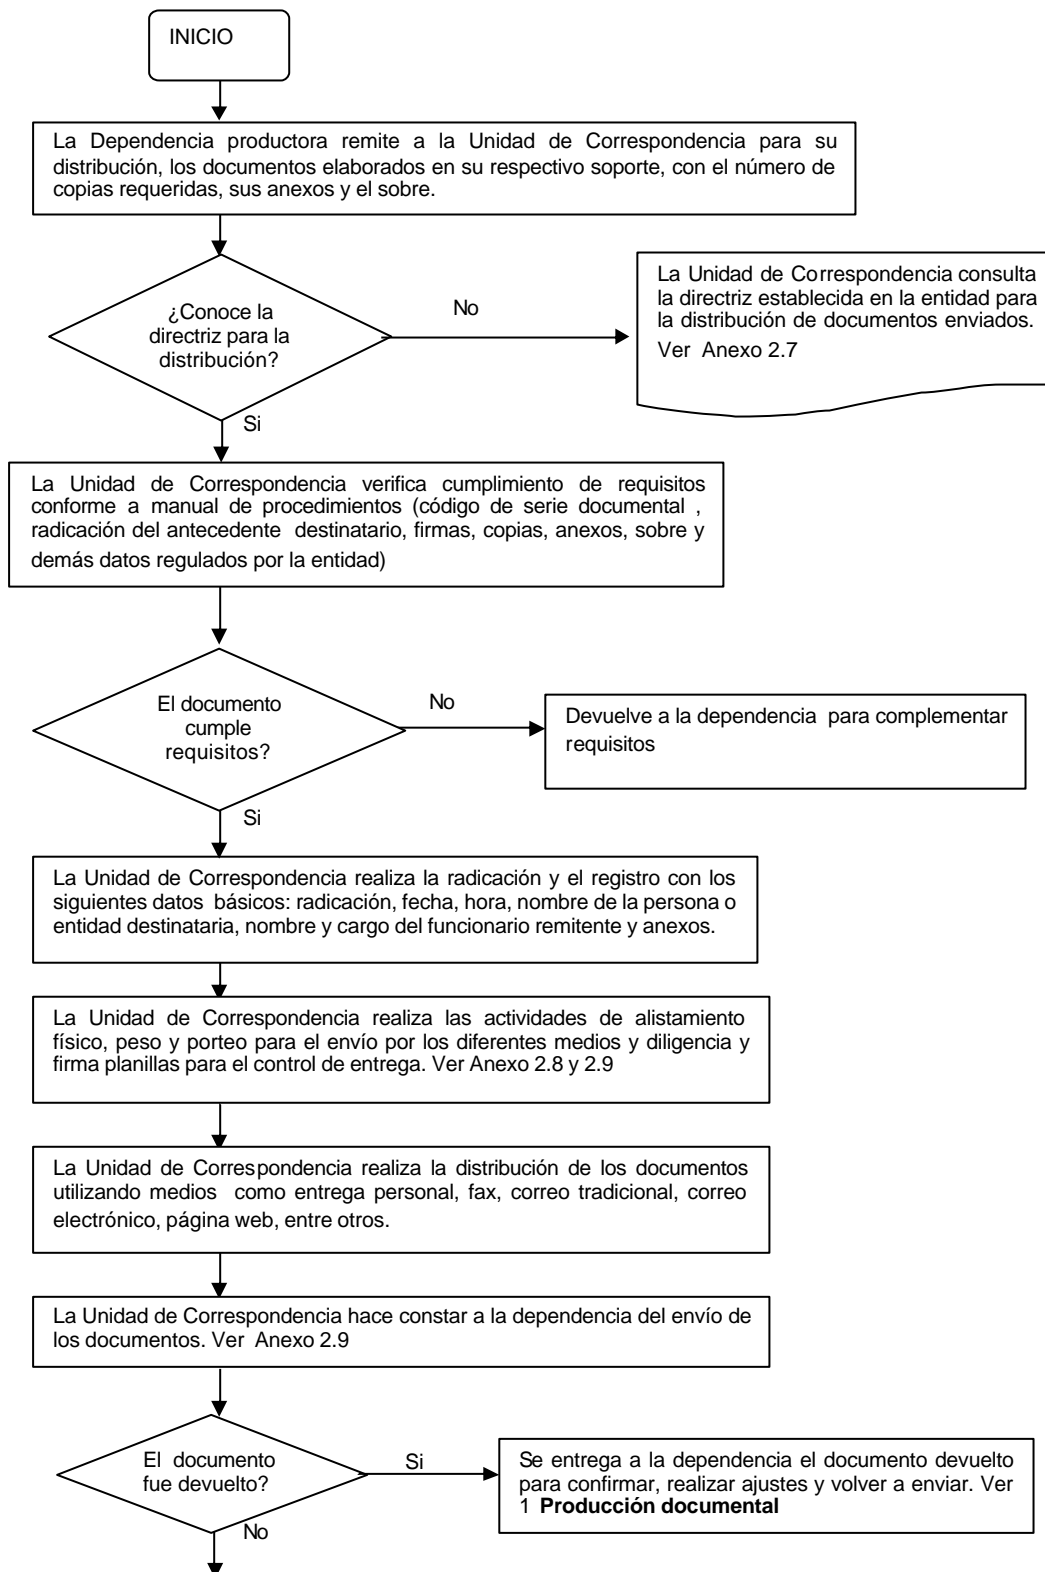 INICIO
La Dependencia productora remite a la Unidad de Correspondencia para su
distribución, los documentos elaborados en su respectivo soporte, con el número de
copias requeridas, sus anexos y el sobre.
¿Conoce la
directriz para la
distribución?
No
La Unidad de Correspondencia consulta
la directriz establecida en la entidad para
la distribución de documentos enviados.
Ver Anexo 2.7
Si
La Unidad de Correspondencia verifica cumplimiento de requisitos
conforme a manual de procedimientos (código de serie documental ,
radicación del antecedente destinatario, firmas, copias, anexos, sobre y
demás datos regulados por la entidad)
El documento
cumple
requisitos?
No
Devuelve a la dependencia para complementar
requisitos
Si
La Unidad de Correspondencia realiza la radicación y el registro con los
siguientes datos básicos: radicación, fecha, hora, nombre de la persona o
entidad destinataria, nombre y cargo del funcionario remitente y anexos.
La Unidad de Correspondencia realiza las actividades de alistamiento
físico, peso y porteo para el envío por los diferentes medios y diligencia y
firma planillas para el control de entrega. Ver Anexo 2.8 y 2.9
La Unidad de Correspondencia realiza la distribución de los documentos
utilizando medios como entrega personal, fax, correo tradicional, correo
electrónico, página web, entre otros.
La Unidad de Correspondencia hace constar a la dependencia del envío de
los documentos. Ver Anexo 2.9
El documento
fue devuelto?
Si
Se entrega a la dependencia el documento devuelto
para confirmar, realizar ajustes y volver a enviar. Ver
1 Producción documental
No